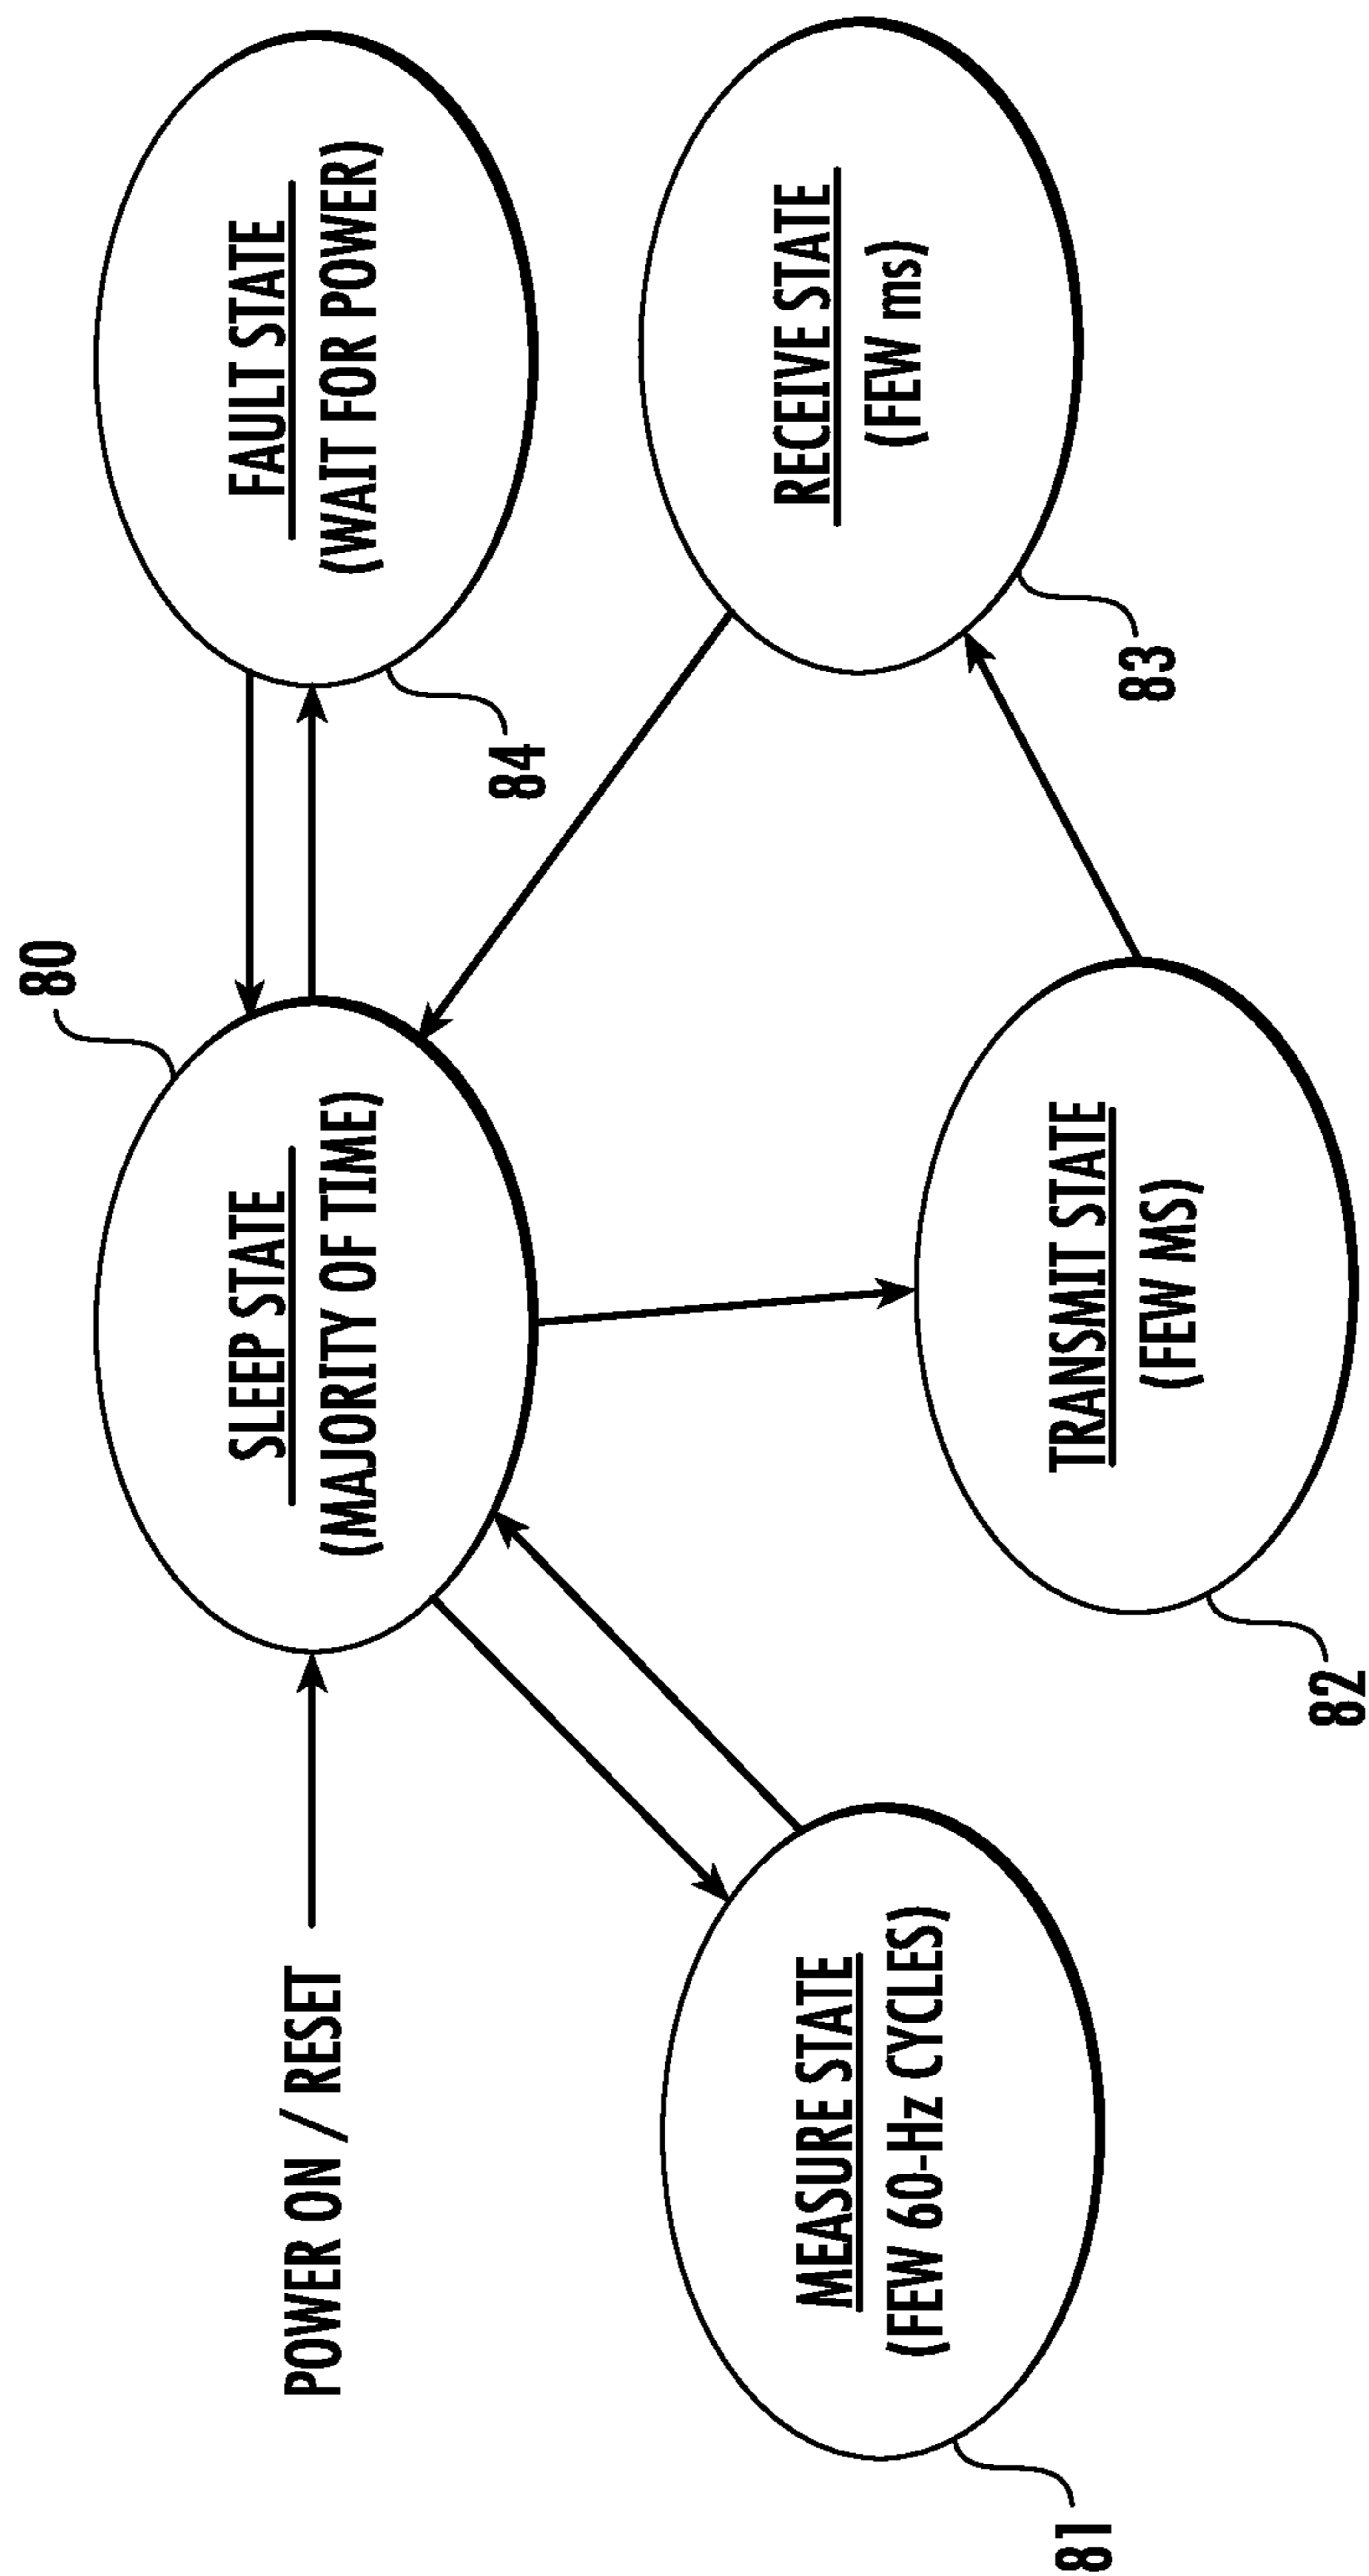 80
POWER ON / RESET
SLEEP STATE
(MAJORITY OF TIME)
FAULT STATE
(WAIT FOR POWER)
84
MEASURE STATE
(FEW 60-Hz CYCLES)
81
TRANSMIT STATE
(FEW MS)
82
RECEIVE STATE
(FEW ms)
83